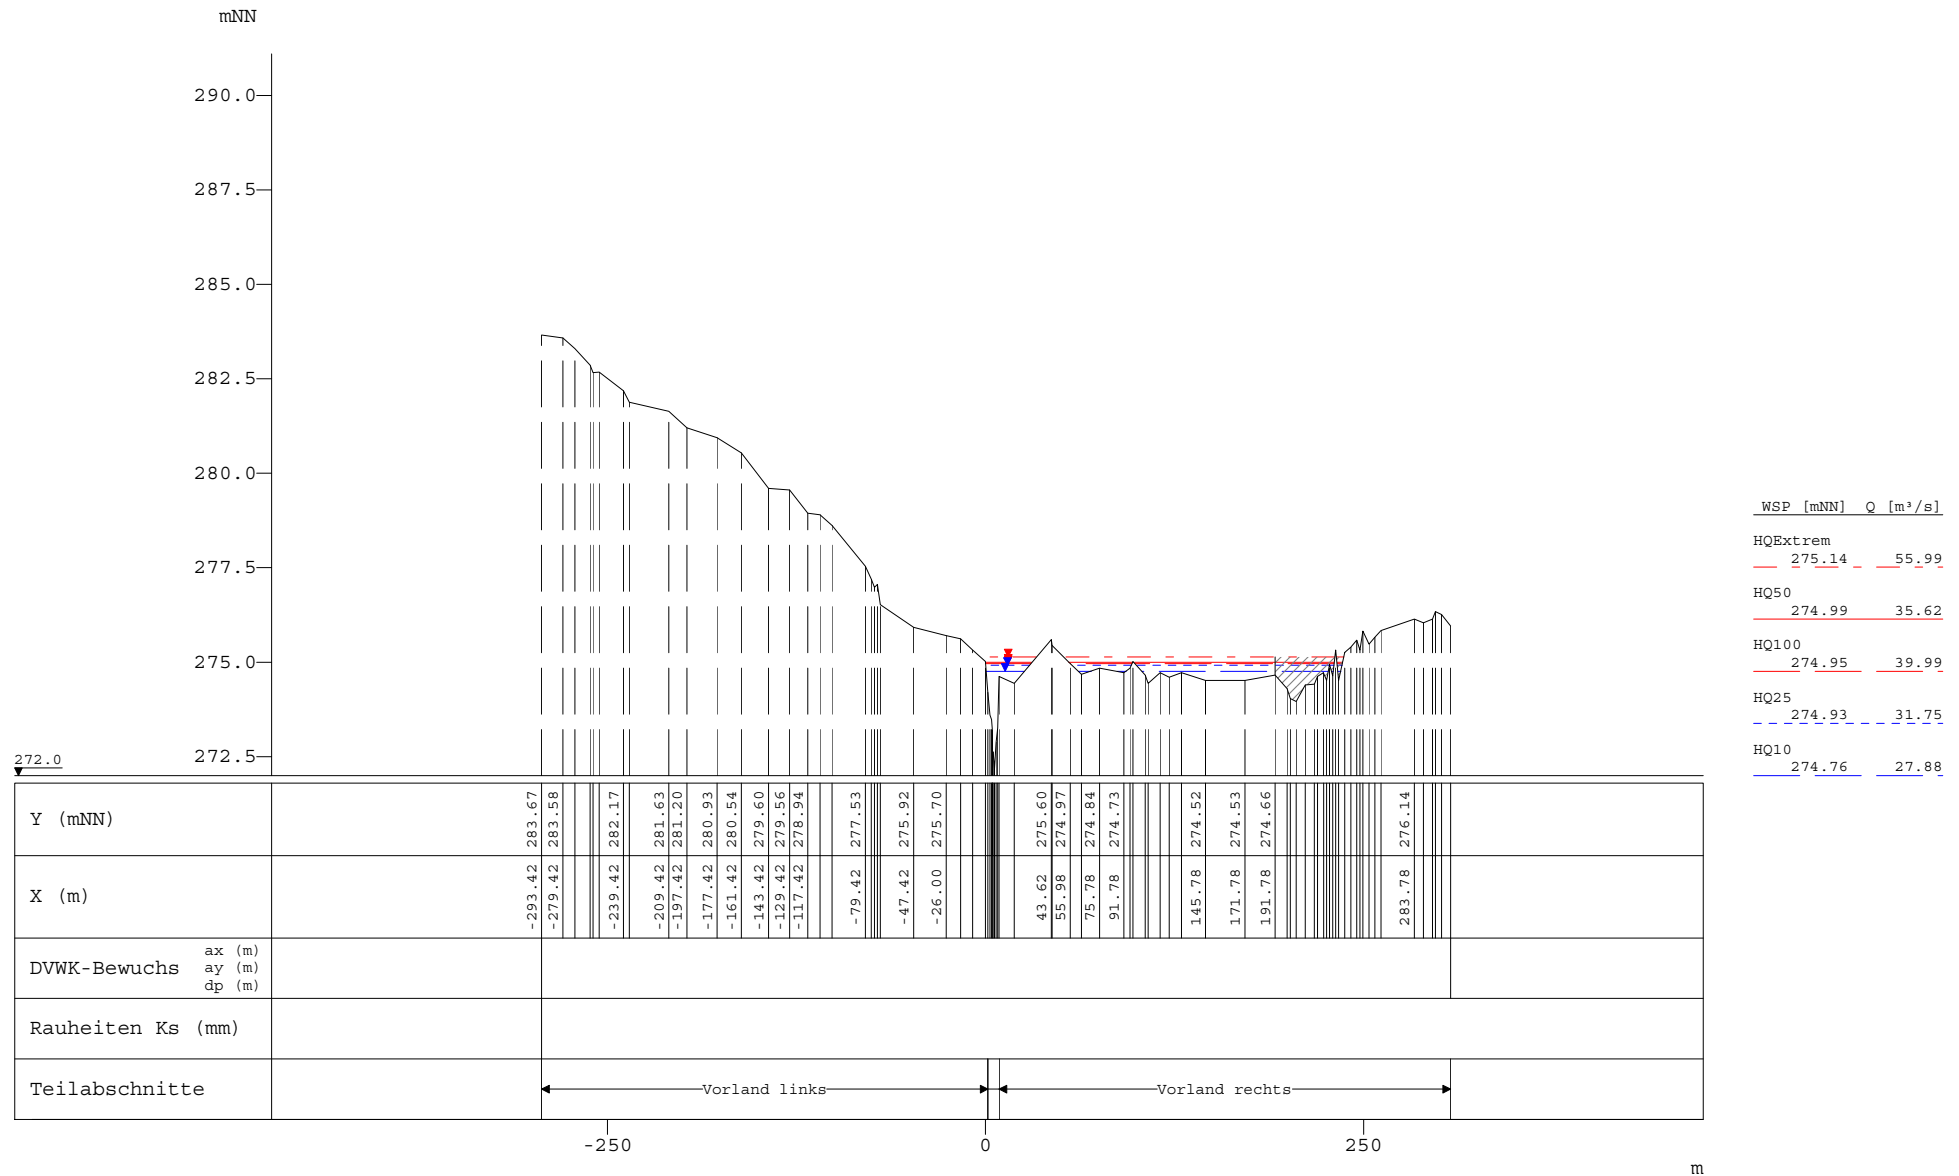 mNN
290.0
287.5
285.0
282.5
280.0
277.5
275.0
272.5
272.0
WSP [mNN] Q [m³/s]
HQExtrem
275.14 55.99
HQ50
274.99 35.62
HQ100
274.95 39.99
HQ25
274.93 31.75
HQ10
274.76 27.88
Y (mNN)
283.67 283.58 282.17 281.63 281.20 280.93 280.54 279.60 279.56 278.94 277.53 275.92 275.70 275.60 274.97 274.84 274.73 274.52 274.53 274.66 276.14
X (m)
-293.42 -279.42 -239.42 -209.42 -197.42 -177.42 -161.42 -143.42 -129.42 -117.42 -79.42 -47.42 -26.00 43.62 55.98 75.78 91.78 145.78 171.78 191.78 283.78
DVWK-Bewuchs
ax (m)
ay (m)
dp (m)
Rauheiten Ks (mm)
Teilabschnitte
Vorland links Vorland rechts
-250 0 250
m